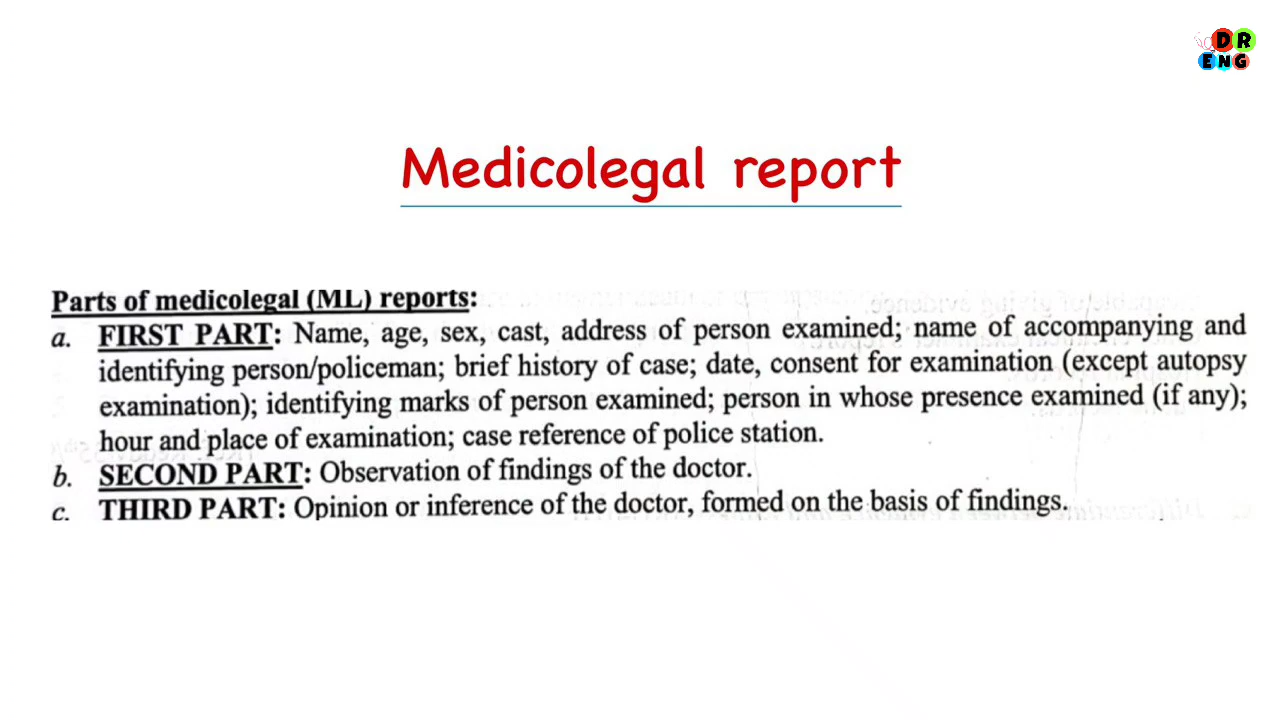 DR
ENG
Medicolegal report
Parts of medicolegal (ML) reports:
a. FIRST PART: Name, age, sex, cast, address of person examined; name of accompanying and
identifying person/policeman; brief history of case; date, consent for examination (except autopsy
examination); identifying marks of person examined; person in whose presence examined (if any);
hour and place of examination; case reference of police station.
b. SECOND PART: Observation of findings of the doctor.
c. THIRD PART: Opinion or inference of the doctor, formed on the basis of findings.